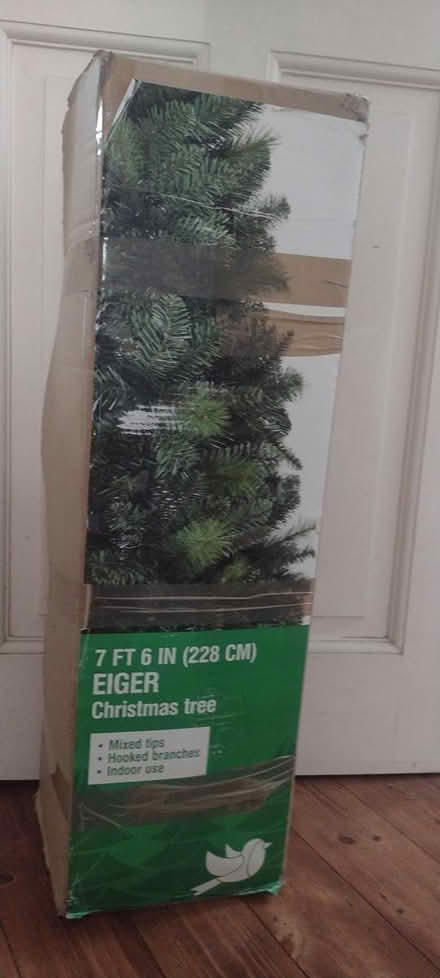 7 FT 6 IN (228 CM)
EIGER
Christmas tree
• Mixed tips
• Hooked branches
• Indoor use